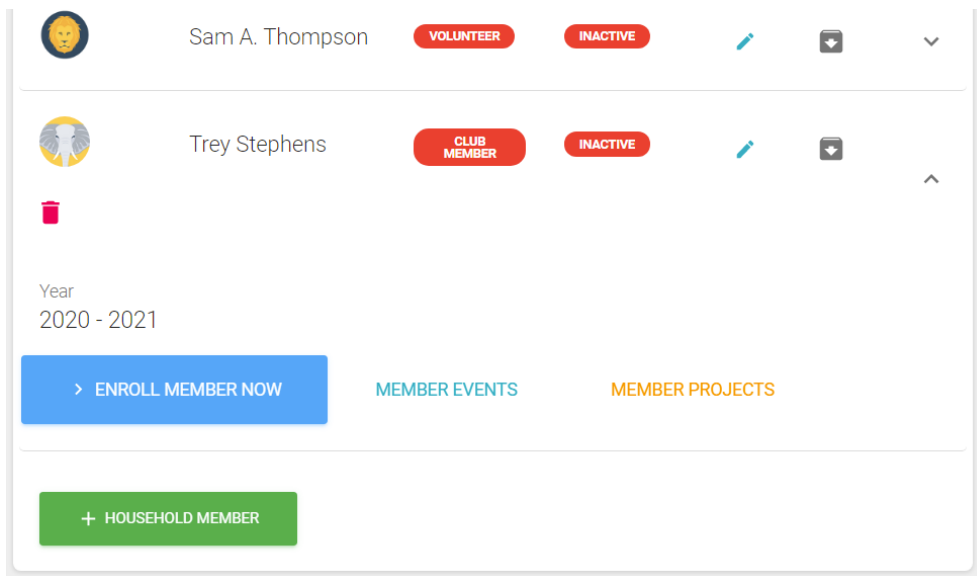 Sam A. Thompson VOLUNTEER INACTIVE
Trey Stephens CLUB MEMBER INACTIVE
Year
2020 - 2021
> ENROLL MEMBER NOW MEMBER EVENTS MEMBER PROJECTS
+ HOUSEHOLD MEMBER